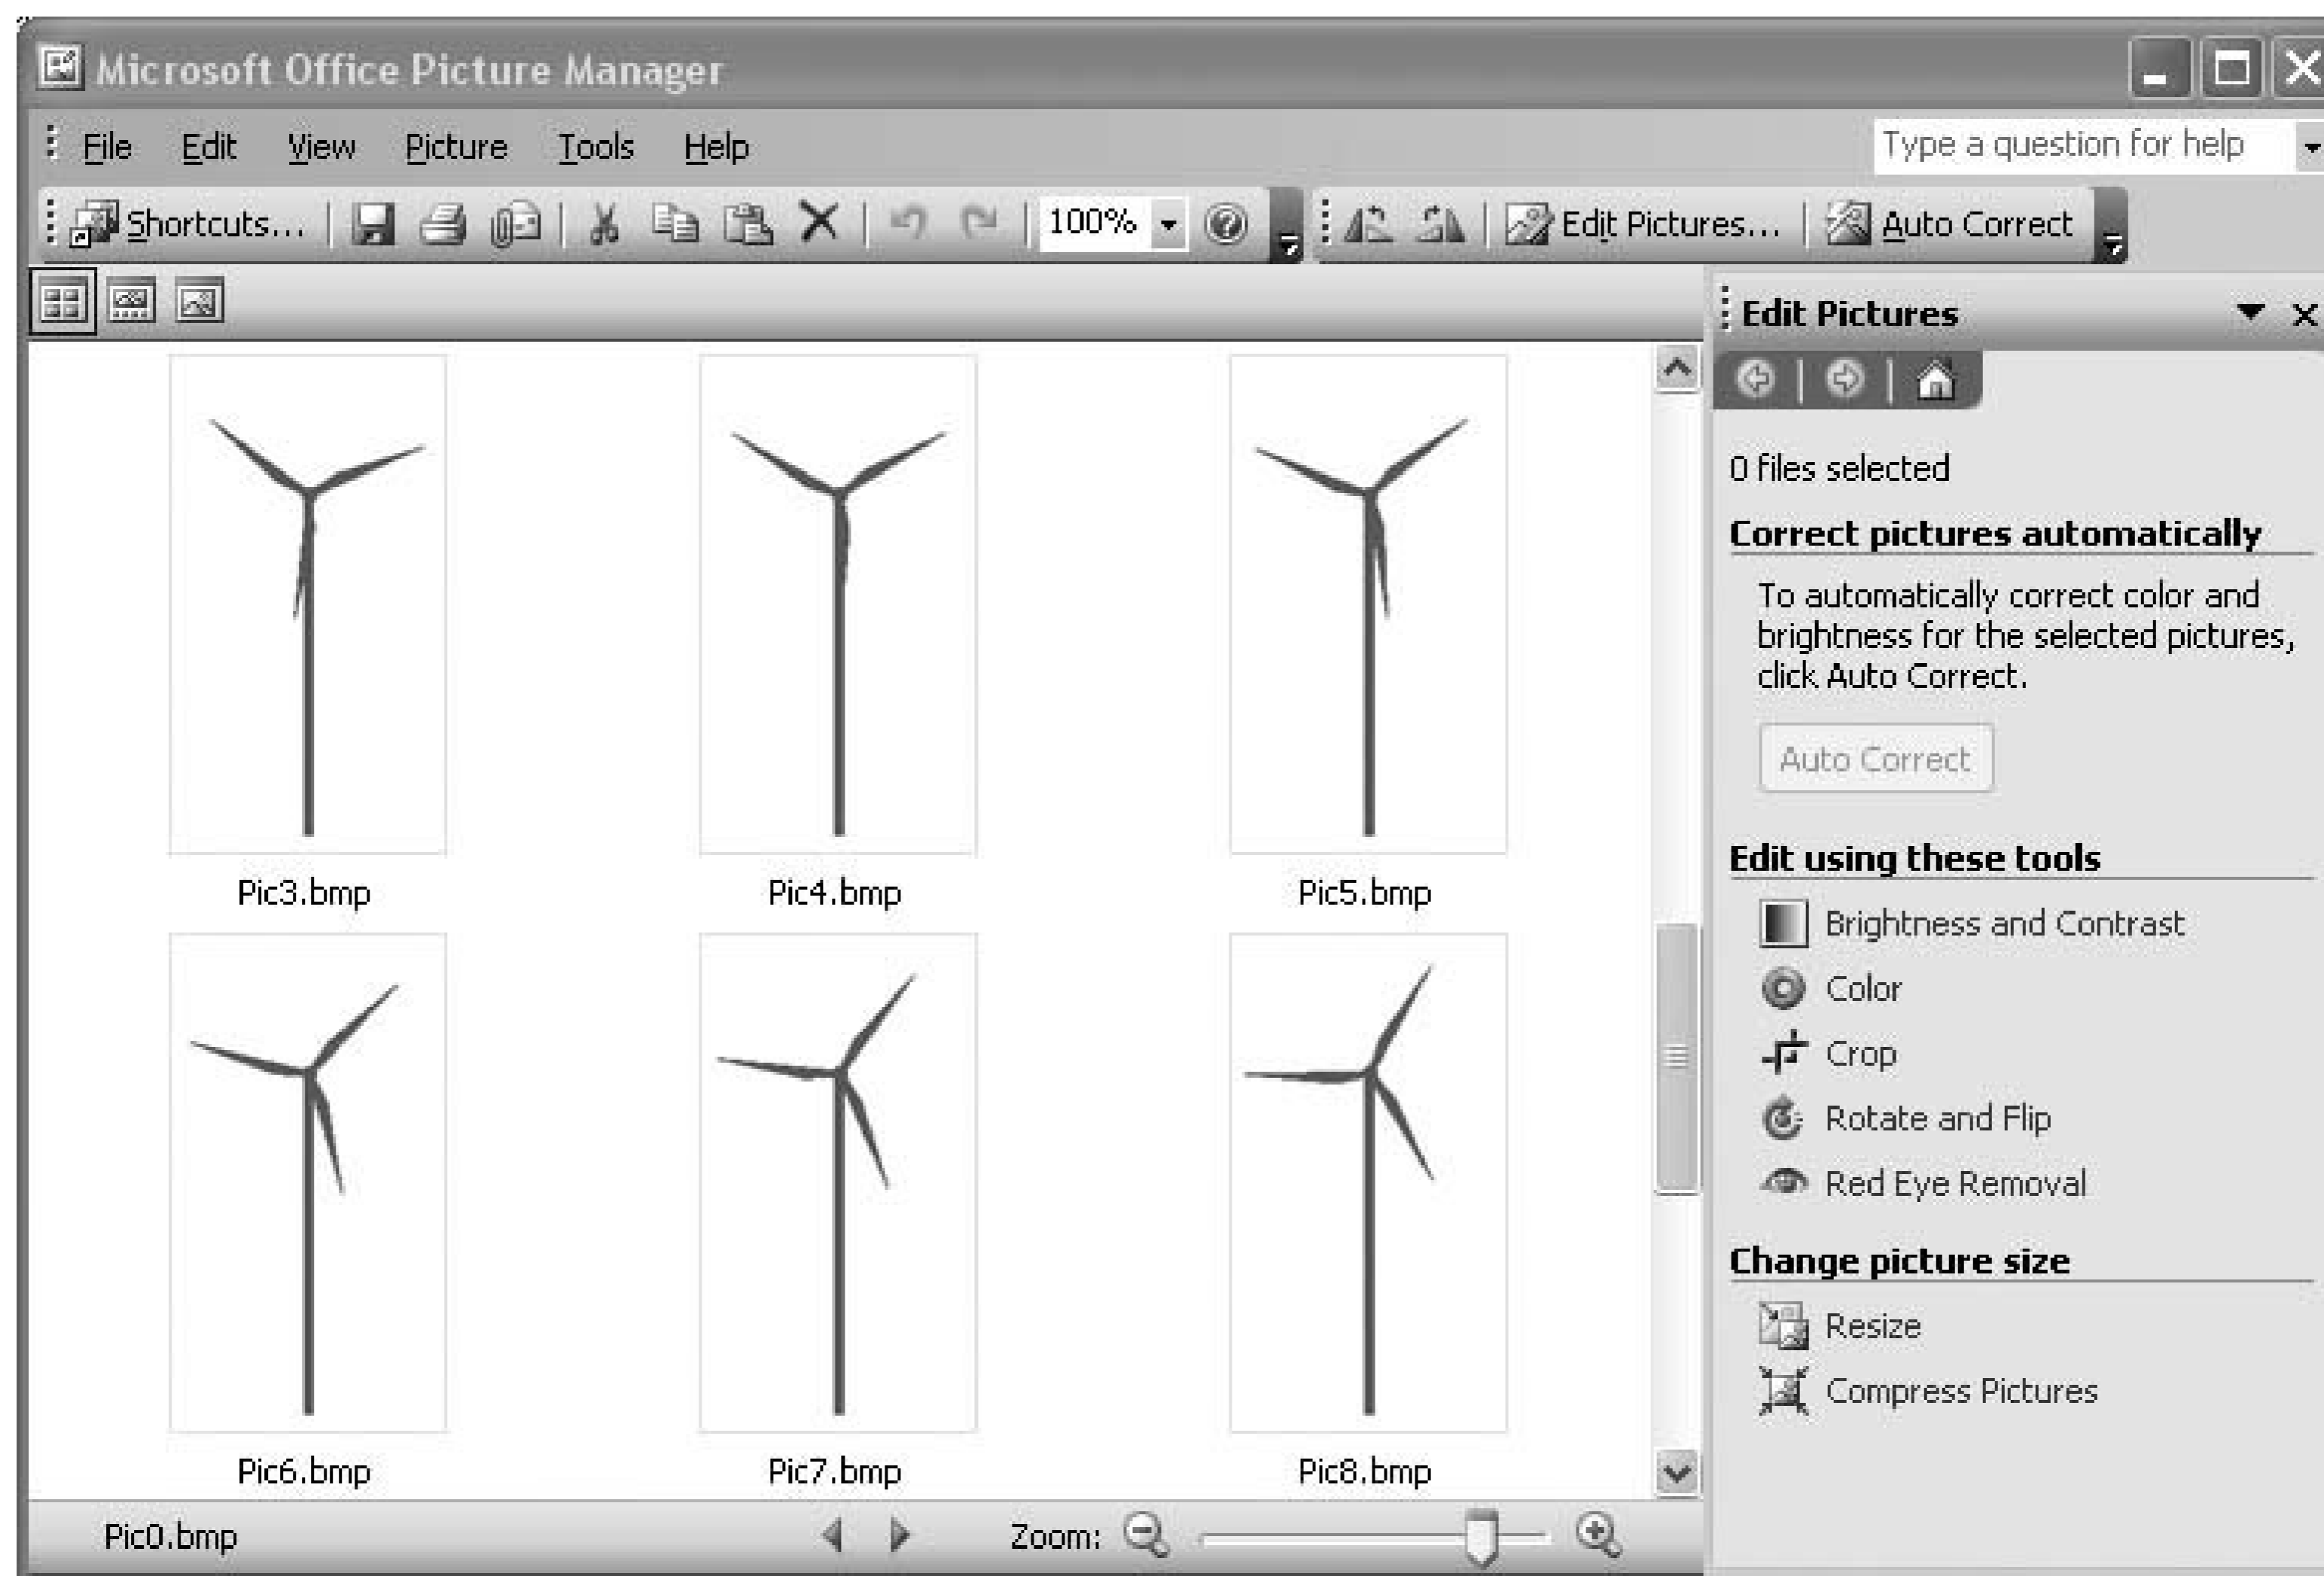 Microsoft Office Picture Manager
File Edit View Picture Tools Help
Type a question for help
Shortcuts... 100% Edit Pictures... Auto Correct
Edit Pictures
0 files selected
Correct pictures automatically
To automatically correct color and
brightness for the selected pictures,
click Auto Correct.
Auto Correct
Edit using these tools
Brightness and Contrast
Color
Crop
Rotate and Flip
Red Eye Removal
Change picture size
Resize
Compress Pictures
Pic3.bmp Pic4.bmp Pic5.bmp
Pic6.bmp Pic7.bmp Pic8.bmp
Pic0.bmp Zoom: